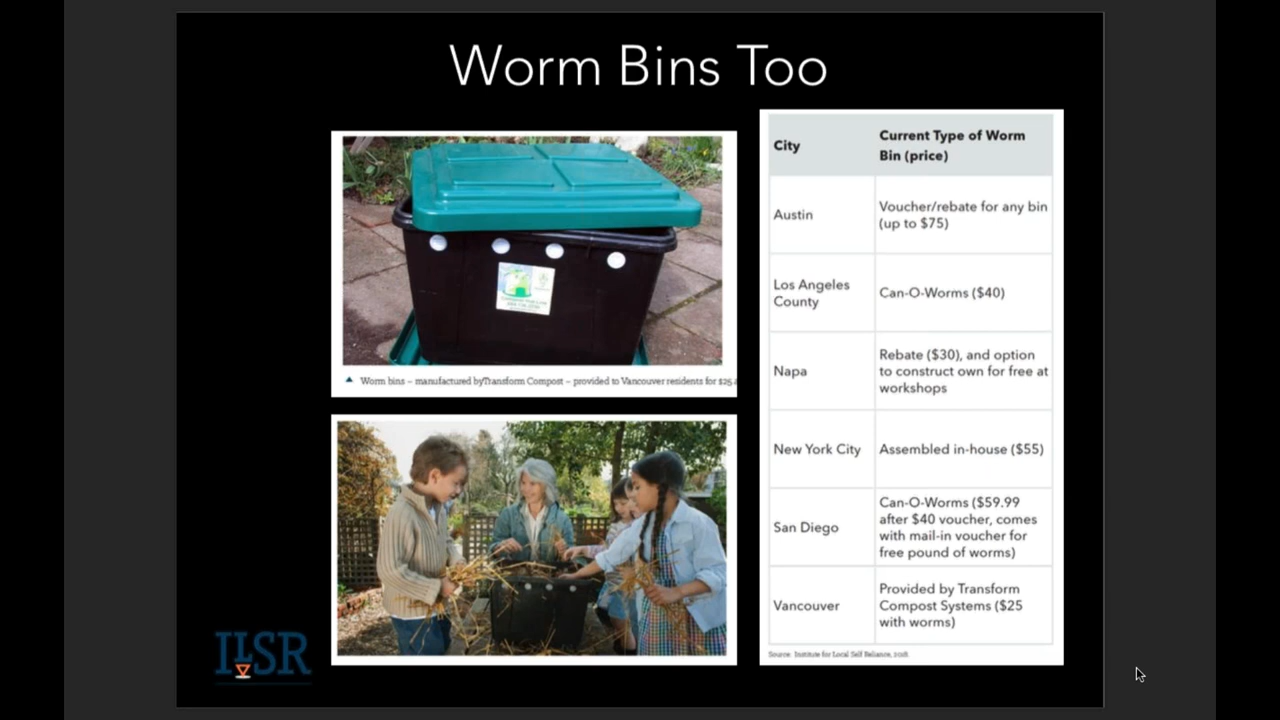 Worm Bins Too
Worm bins – manufactured byTransform Compost – provided to Vancouver residents for $25
City
Current Type of Worm
Bin (price)
Austin
Voucher/rebate for any bin
(up to $75)
Los Angeles
County
Can-O-Worms ($40)
Napa
Rebate ($30), and option
to construct own for free at
workshops
New York City
Assembled in-house ($55)
San Diego
Can-O-Worms ($59.99
after $40 voucher, comes
with mail-in voucher for
free pound of worms)
Vancouver
Provided by Transform
Compost Systems ($25
with worms)
Source: Institute for Local Self Reliance,
ILSR